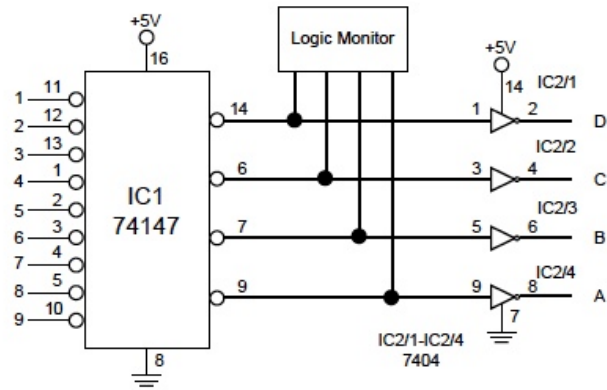 +5V
16
Logic Monitor
+5V
14
IC2/1
1 11
2 12
3 13
4 1
5 2
6 3
7 4
8 5
9 10
IC1
74147
14
1
2
D
IC2/2
6
3
4
C
IC2/3
7
5
6
B
IC2/4
9
9
8
A
7
8
IC2/1-IC2/4
7404